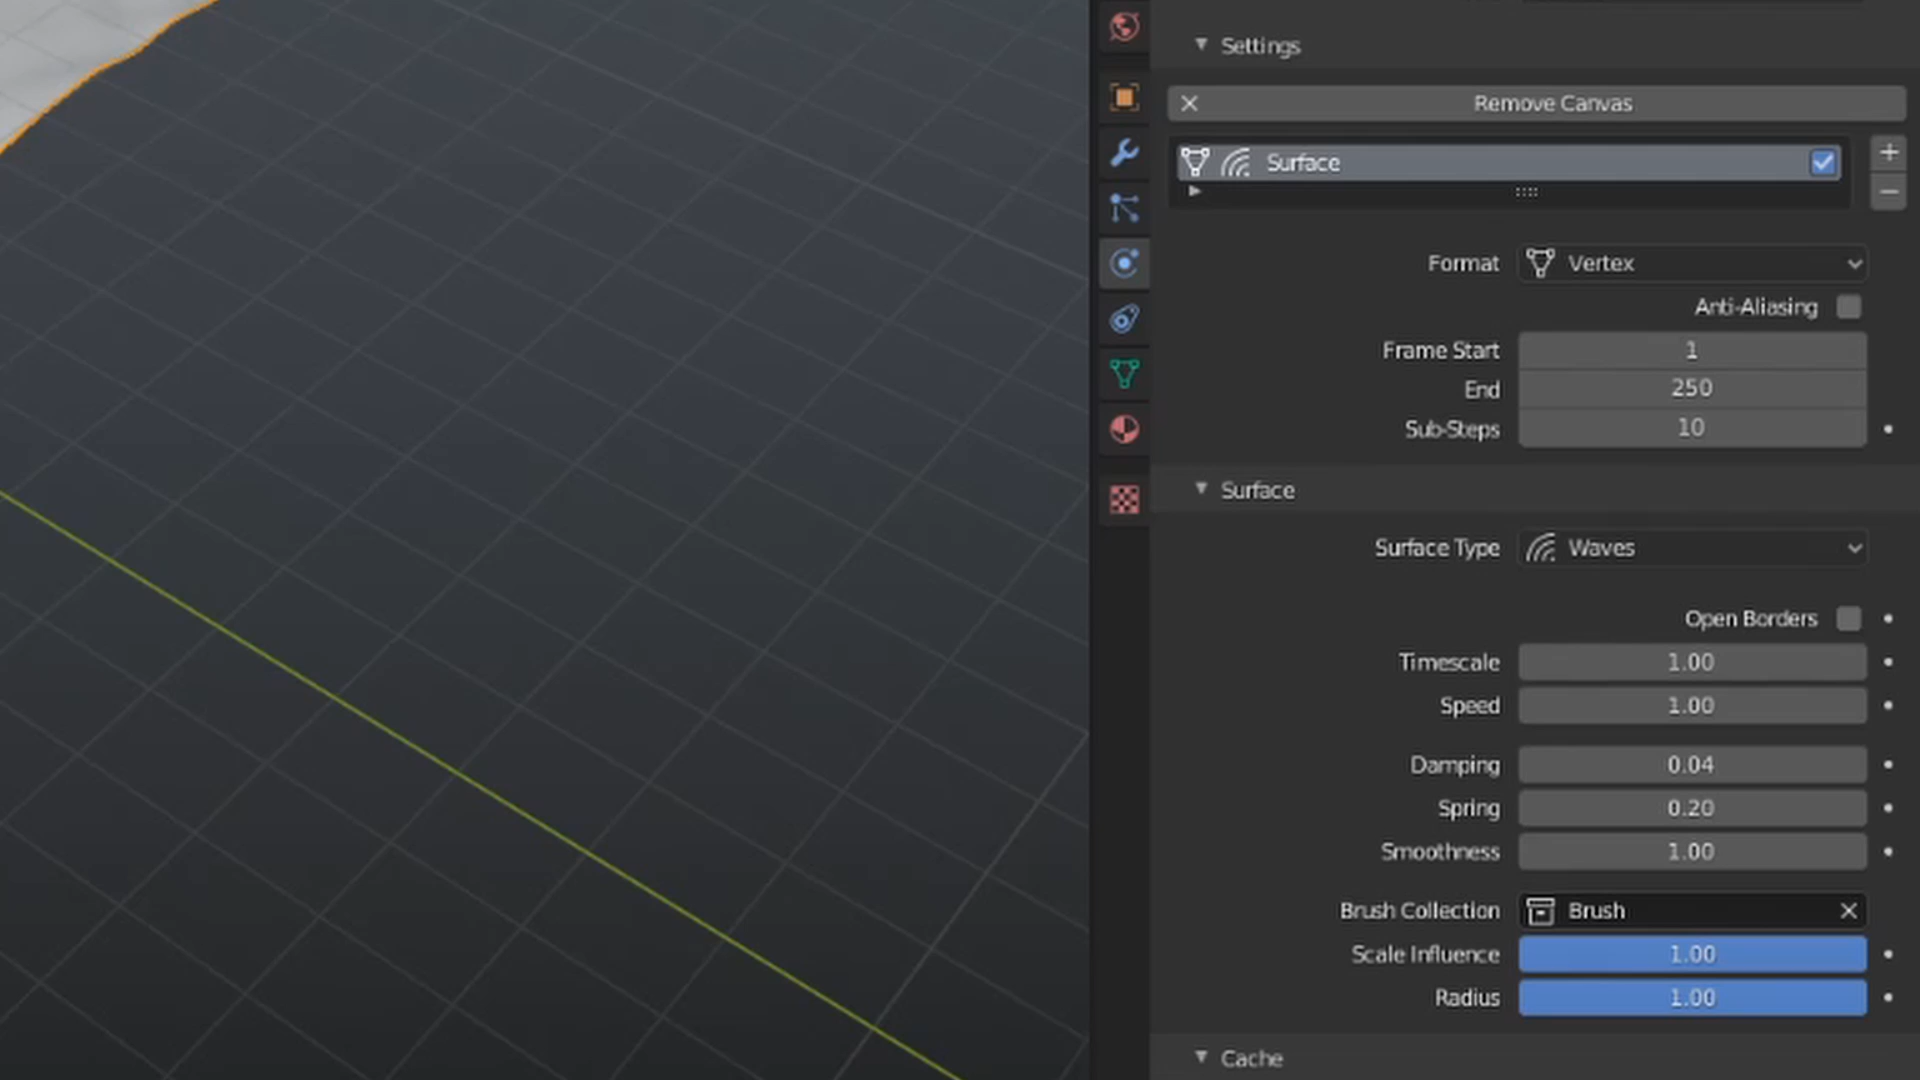 Settings
Remove Canvas
Surface
Format Vertex
Anti-Aliasing
Frame Start 1
End 250
Sub-Steps 10
Surface
Surface Type Waves
Open Borders
Timescale 1.00
Speed 1.00
Damping 0.04
Spring 0.20
Smoothness 1.00
Brush Collection Brush
Scale Influence 1.00
Radius 1.00
Cache